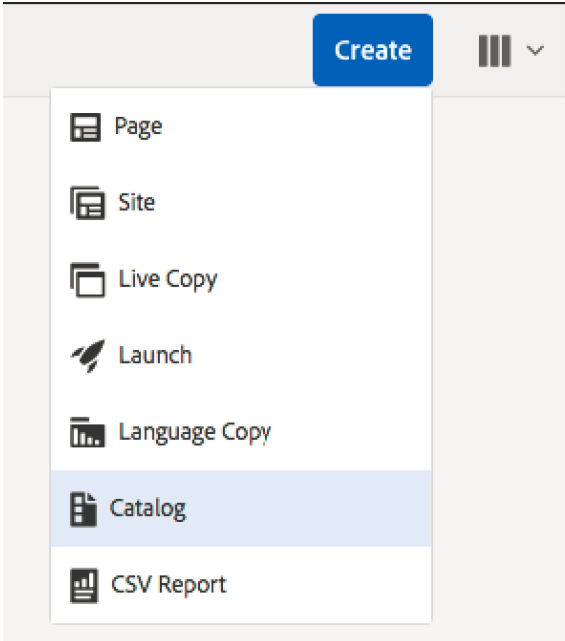 Create
Page
Site
Live Copy
Launch
Language Copy
Catalog
CSV Report